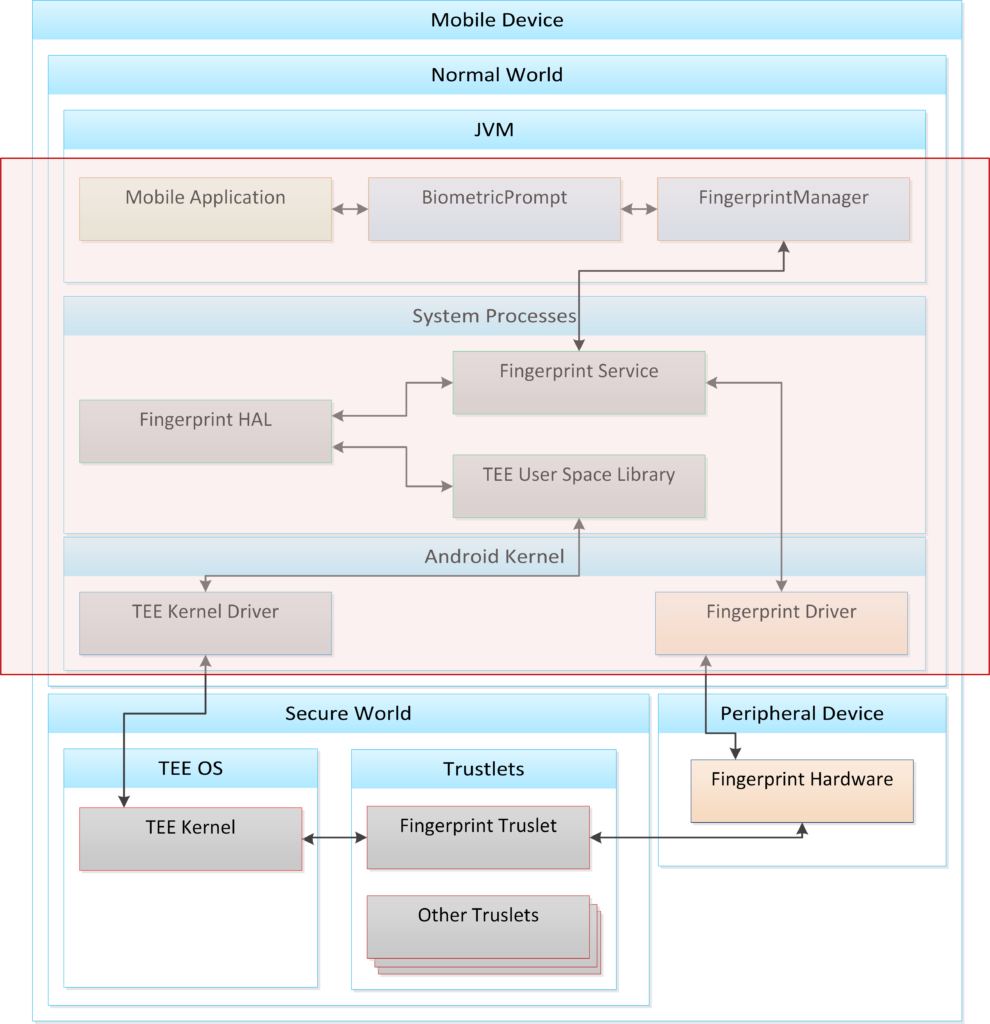 Mobile Device
Normal World
JVM
Mobile Application
BiometricPrompt
FingerprintManager
System Processes
Fingerprint Service
Fingerprint HAL
TEE User Space Library
Android Kernel
TEE Kernel Driver
Fingerprint Driver
Secure World
Peripheral Device
TEE OS
Trustlets
Fingerprint Hardware
TEE Kernel
Fingerprint Truslet
Other Truslets